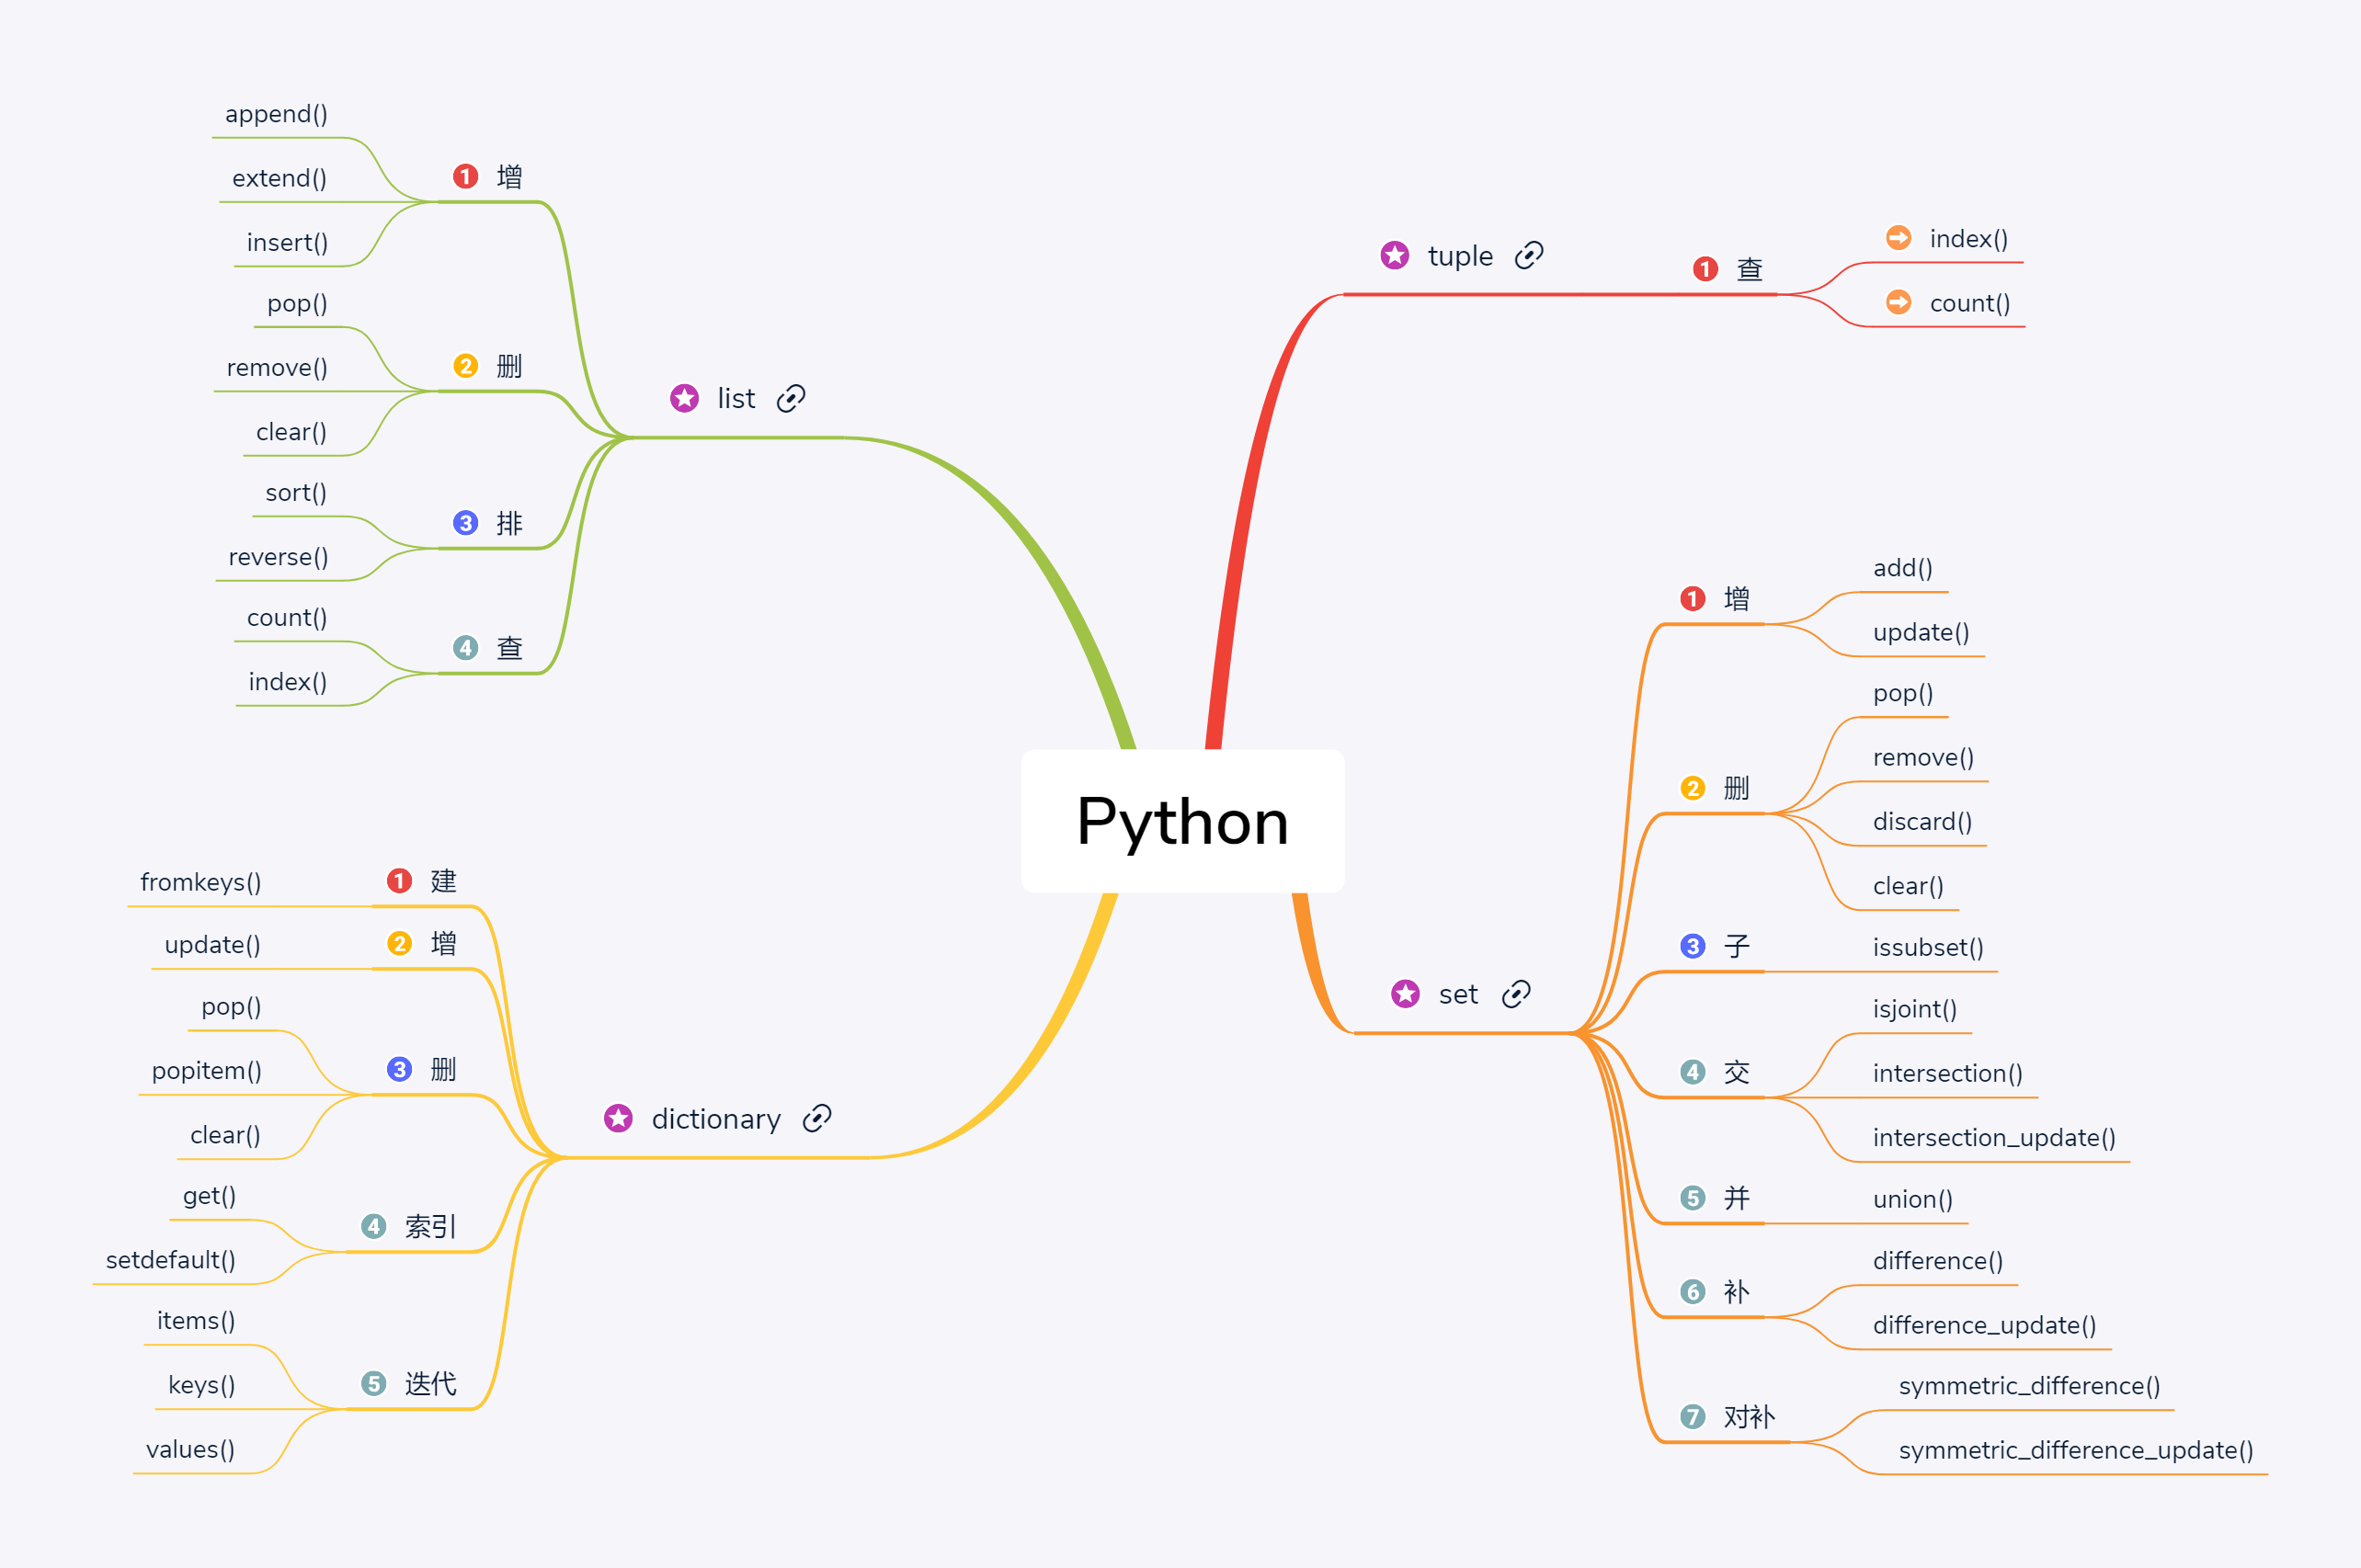 Python
list
1 增
append()
extend()
insert()
2 删
pop()
remove()
clear()
3 排
sort()
reverse()
4 查
count()
index()
dictionary
1 建
fromkeys()
2 增
update()
3 删
pop()
popitem()
clear()
4 索引
get()
setdefault()
5 迭代
items()
keys()
values()
tuple
1 查
index()
count()
set
1 增
add()
update()
2 删
pop()
remove()
discard()
clear()
3 子
issubset()
4 交
isjoint()
intersection()
intersection_update()
5 并
union()
6 补
difference()
difference_update()
7 对补
symmetric_difference()
symmetric_difference_update()